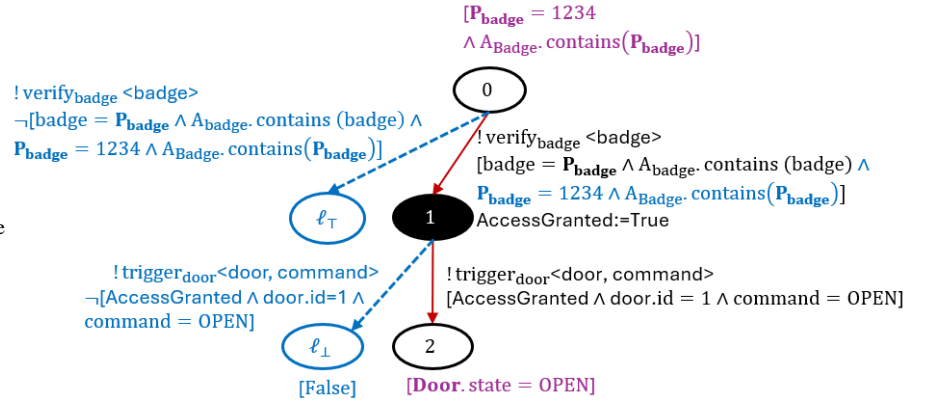 [P_badge = 1234
∧ A_Badge. contains(P_badge)]
0
! verify_badge <badge>
¬[badge = P_badge ∧ A_badge. contains (badge) ∧
P_badge = 1234 ∧ A_Badge. contains(P_badge)]
! verify_badge <badge>
[badge = P_badge ∧ A_badge. contains (badge) ∧
P_badge = 1234 ∧ A_Badge. contains(P_badge)]
AccessGranted:=True
ℓ_⊤
1
e
! trigger_door<door, command>
¬[AccessGranted ∧ door.id=1 ∧
command = OPEN]
! trigger_door<door, command>
[AccessGranted ∧ door.id = 1 ∧ command = OPEN]
ℓ_⊥
2
[False]
[Door. state = OPEN]